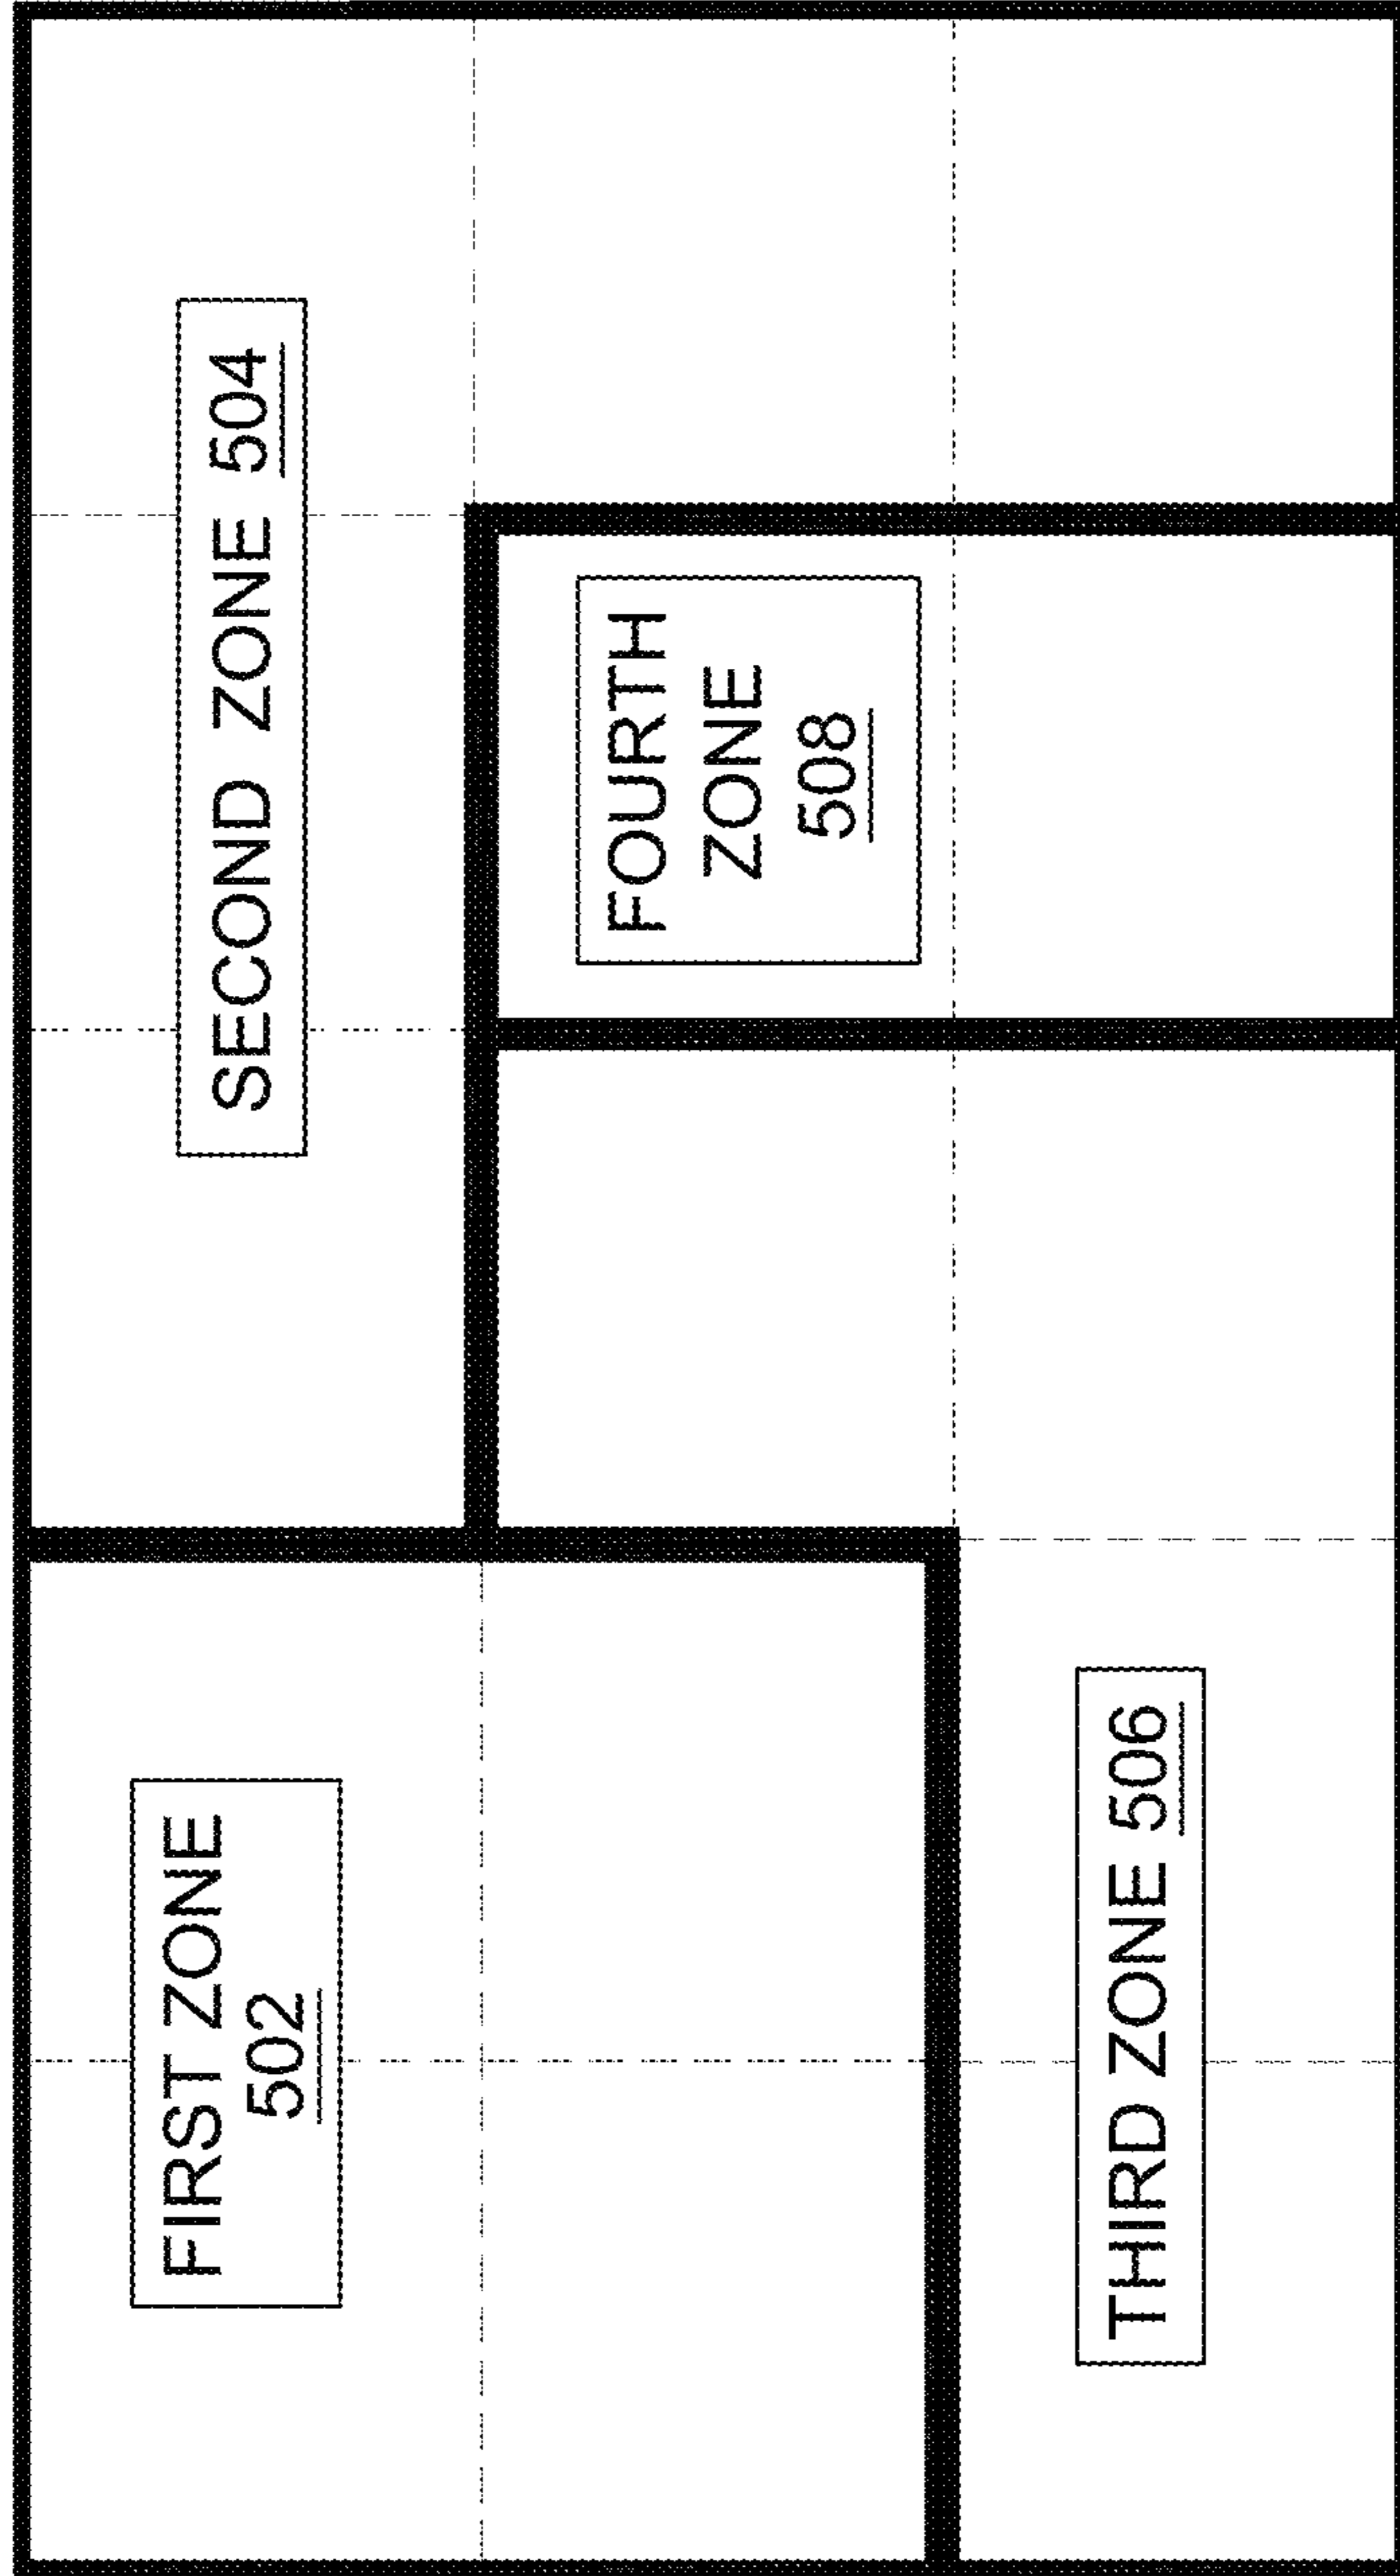 FIRST ZONE
502
SECOND ZONE 504
FOURTH
ZONE
508
THIRD ZONE 506